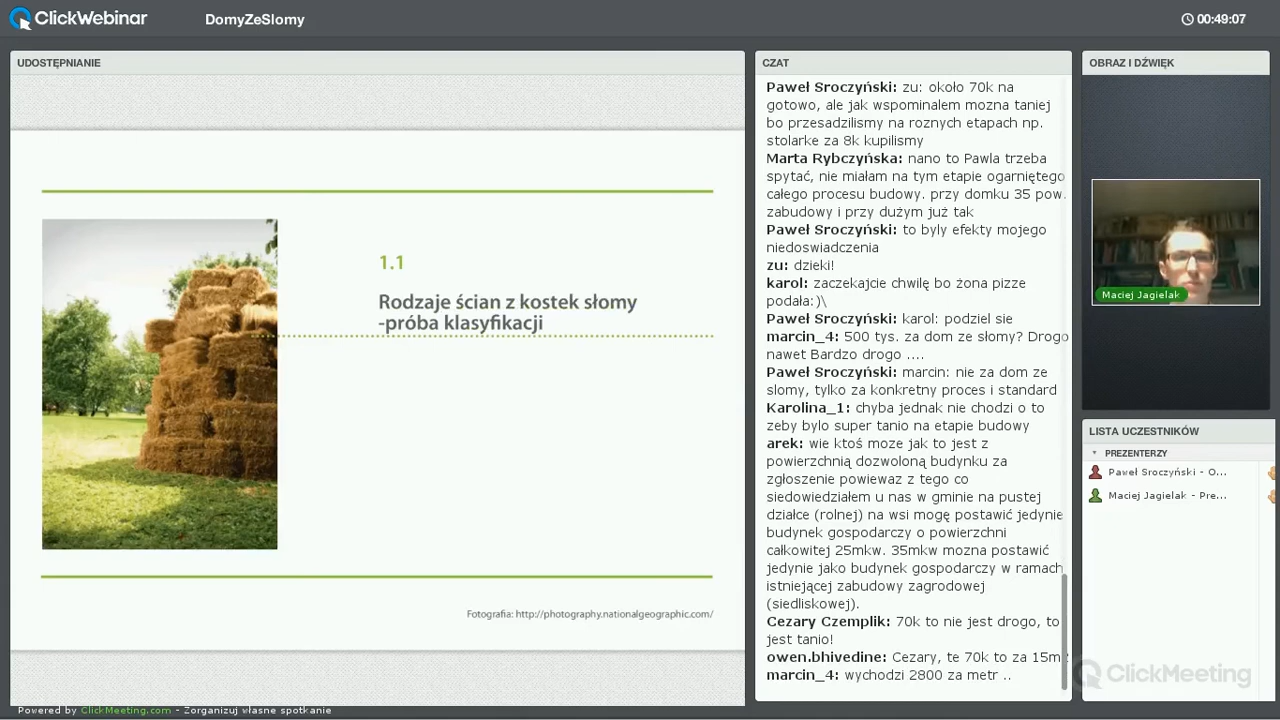 ClickWebinar
DomyZeSlomy
00:49:07
UDOSTĘPNIANIE
1.1
Rodzaje ścian z kostek słomy
-próba klasyfikacji
Fotografia: http://photography.nationalgeographic.com/
Powered by ClickMeeting.com - Zorganizuj własne spotkanie
CZAT
Paweł Sroczyński: zu: około 70k na
gotowo, ale jak wspominalem mozna taniej
bo przesadzilismy na roznych etapach np.
stolarke za 8k kupilismy
Marta Rybczyńska: nano to Pawla trzeba
spytać, nie miałam na tym etapie ogarniętego
całego procesu budowy. przy domku 35 pow.
zabudowy i przy dużym już tak
Paweł Sroczyński: to byly efekty mojego
niedoswiadczenia
zu: dzieki!
karol: zaczekajcie chwilę bo żona pizze
podała:)\
Paweł Sroczyński: karol: podziel sie
marcin_4: 500 tys. za dom ze słomy? Drogo
nawet Bardzo drogo ....
Paweł Sroczyński: marcin: nie za dom ze
slomy, tylko za konkretny proces i standard
Karolina_1: chyba jednak nie chodzi o to
zeby bylo super tanio na etapie budowy
arek: wie ktoś moze jak to jest z
powierzchnią dozwoloną budynku za
zgłoszenie powiewaz z tego co
siedowiedziałem u nas w gminie na pustej
działce (rolnej) na wsi mogę postawić jedynie
budynek gospodarczy o powierzchni
całkowitej 25mkw. 35mkw mozna postawić
jedynie jako budynek gospodarczy w ramach
istniejącej zabudowy zagrodowej
(siedliskowej).
Cezary Czemplik: 70k to nie jest drogo, to
jest tanio!
owen.bhivedine: Cezary, te 70k to za 15m2
marcin_4: wychodzi 2800 za metr ..
OBRAZ I DŹWIĘK
Maciej Jagielak
LISTA UCZESTNIKÓW
PREZENTERZY
Paweł Sroczyński - O...
Maciej Jagielak - Pre...
ClickMeeting